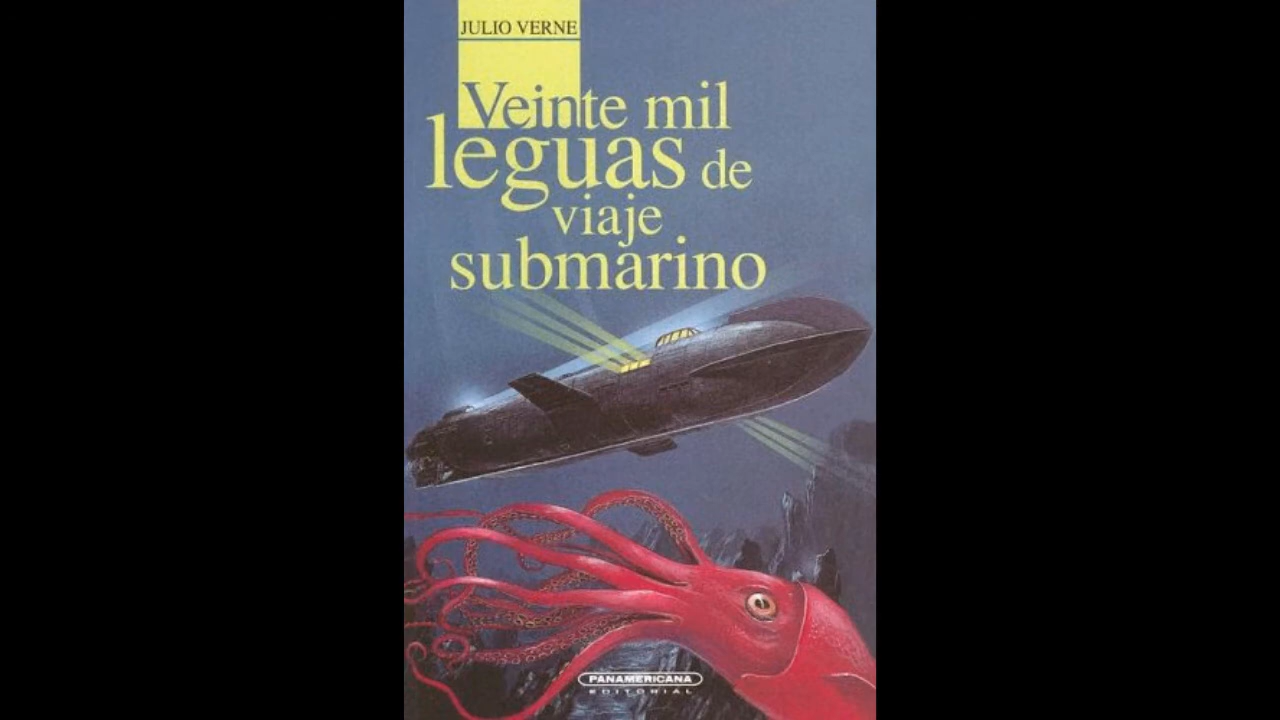 JULIO VERNE
Veinte mil
leguas de
viaje
submarino
PANAMERICANA
EDITORIAL